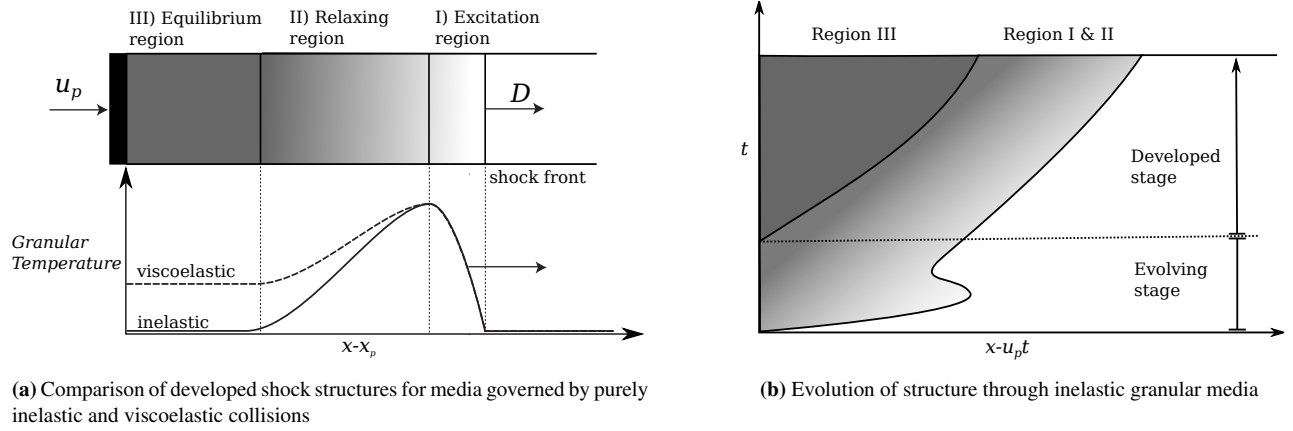 III) Equilibrium
region
II) Relaxing
region
I) Excitation
region
u_p
D
shock front
Granular
Temperature
viscoelastic
inelastic
x-x_p
(a) Comparison of developed shock structures for media governed by purely
inelastic and viscoelastic collisions
Region III
Region I & II
t
Developed
stage
Evolving
stage
x-u_pt
(b) Evolution of structure through inelastic granular media